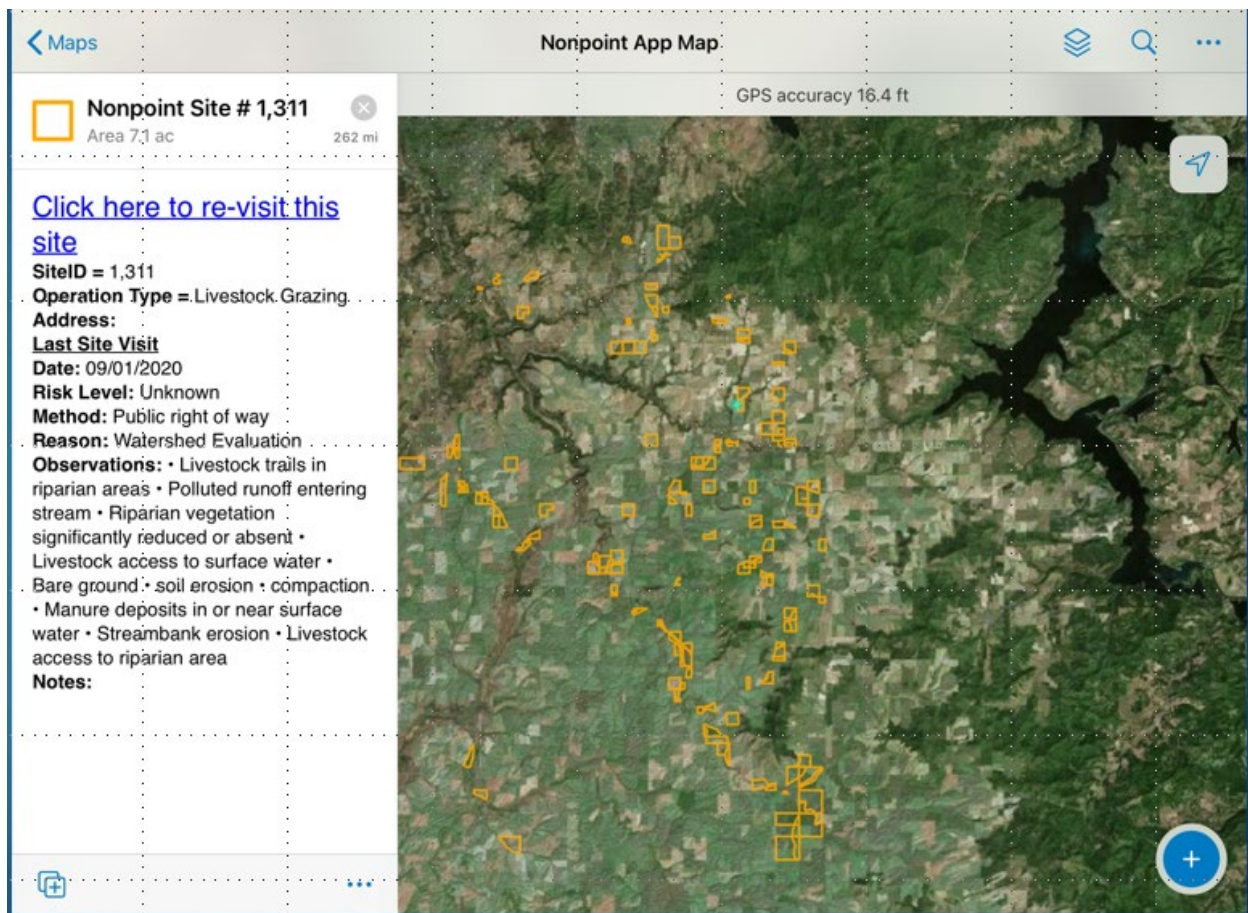 Maps
Nonpoint App Map
GPS accuracy 16.4 ft
Nonpoint Site # 1,311
Area 7.1 ac
262 mi
Click here to re-visit this
site
SiteID = 1,311
Operation Type = Livestock Grazing
Address:
Last Site Visit
Date: 09/01/2020
Risk Level: Unknown
Method: Public right of way
Reason: Watershed Evaluation
Observations: • Livestock trails in
riparian areas • Polluted runoff entering
stream • Riparian vegetation
significantly reduced or absent •
Livestock access to surface water •
Bare ground • soil erosion • compaction
• Manure deposits in or near surface
water • Streambank erosion • Livestock
access to riparian area
Notes: